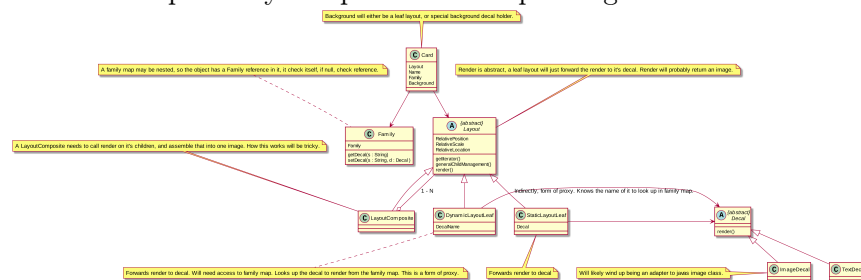 Background will either be a leaf layout, or special background decal holder.
C Card
Layout
Name
Family
Background
A family map may be nested, so the object has a Family reference in it, it check itself, if null, check reference.
Render is abstract, a leaf layout will just forward the render to it's decal. Render will probably return an image.
C Family
Family
getDecal(s : String)
setDecal(s : String, d : Decal)
A {abstract}
Layout
RelativePosition
RelativeScale
RelativeLocation
getIterator()
generalChildManagement()
render()
A LayoutComposite needs to call render on it's children, and assemble that into one image. How this works will be tricky.
1 - N
Indirectly, form of proxy. Knows the name of it to look up in family map.
C LayoutComposite
C DynamicLayoutLeaf
DecalName
C StaticLayoutLeaf
Decal
A {abstract}
Decal
render()
Forwards render to decal. Will need access to family map. Looks up the decal to render from the family map. This is a form of proxy.
Forwards render to decal
Will likely wind up being an adapter to javas image class.
C ImageDecal
C TextDeca